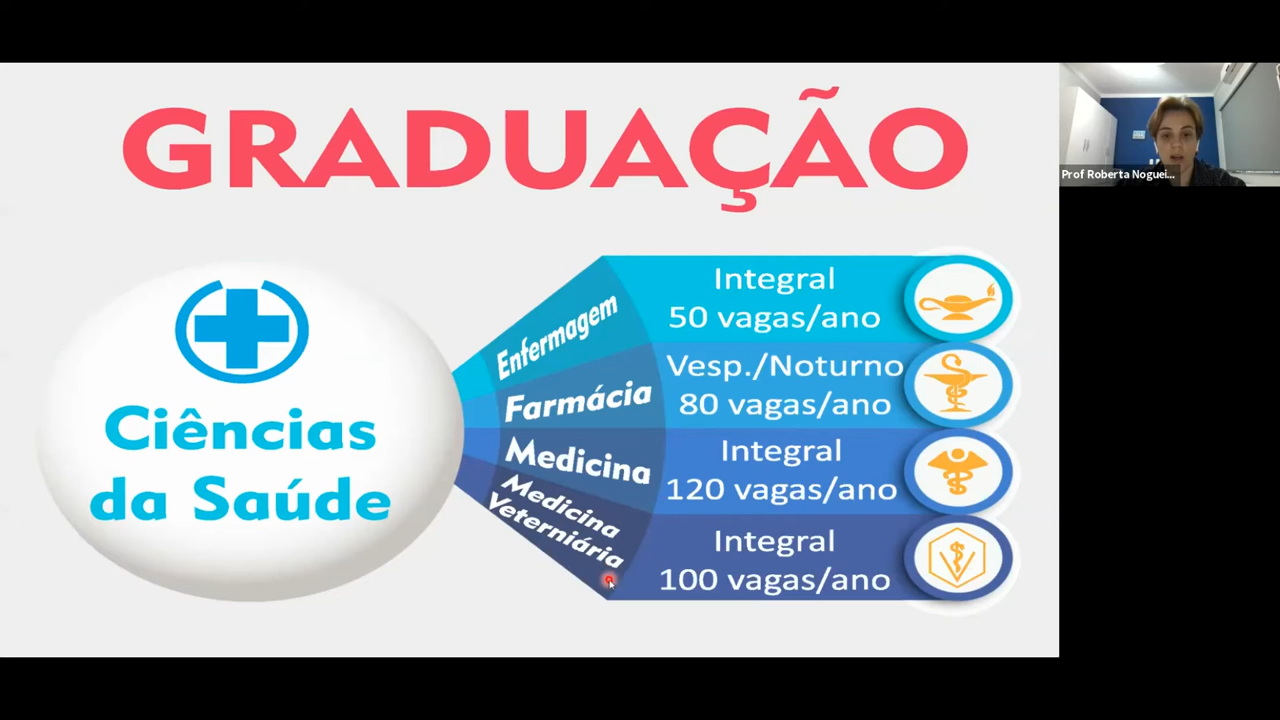 GRADUAÇÃO
Prof Roberta Noguei...
Ciências
da Saúde
Enfermagem
Integral
50 vagas/ano
Farmácia
Vesp./Noturno
80 vagas/ano
Medicina
Integral
120 vagas/ano
Medicina
Veterniária
Integral
100 vagas/ano